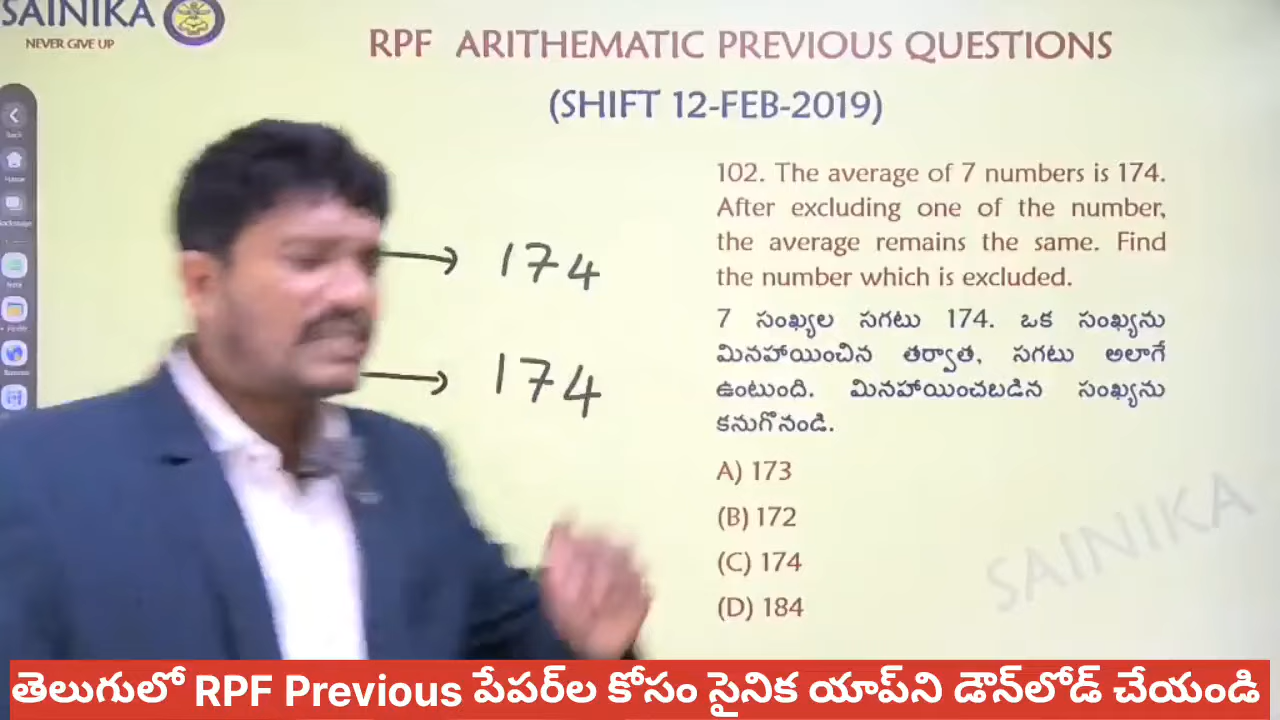 SAINIKA
NEVER GIVE UP
RPF ARITHEMATIC PREVIOUS QUESTIONS
(SHIFT 12-FEB-2019)
102. The average of 7 numbers is 174.
After excluding one of the number,
the average remains the same. Find
the number which is excluded.
7 సంఖ్యల సగటు 174. ఒక సంఖ్యను
మినహాయించిన తర్వాత, సగటు అలాగే
ఉంటుంది. మినహాయించబడిన సంఖ్యను
కనుగొనండి.
A) 173
(B) 172
(C) 174
(D) 184
174
174
SAINIKA
తెలుగులో RPF Previous పేపర్‌ల కోసం సైనిక యాప్‌ని డౌన్‌లోడ్ చేయండి